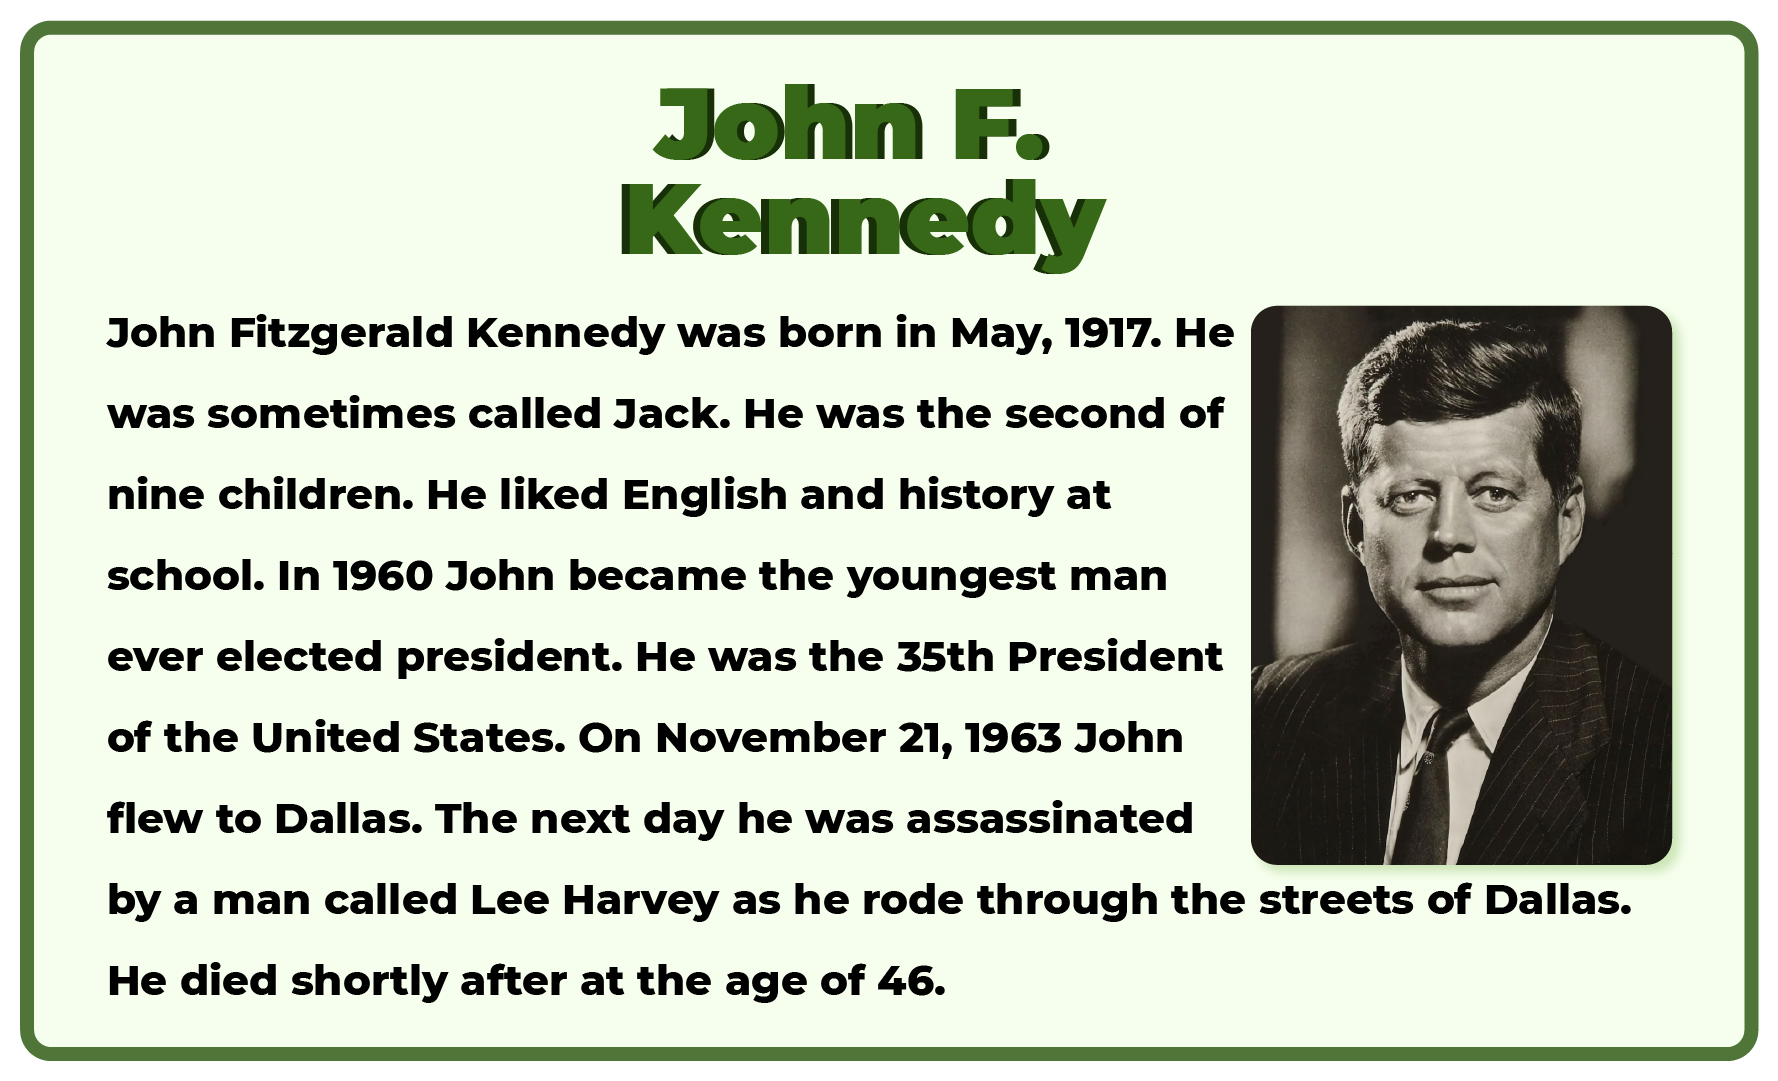 John F.
Kennedy
John Fitzgerald Kennedy was born in May, 1917. He
was sometimes called Jack. He was the second of
nine children. He liked English and history at
school. In 1960 John became the youngest man
ever elected president. He was the 35th President
of the United States. On November 21, 1963 John
flew to Dallas. The next day he was assassinated
by a man called Lee Harvey as he rode through the streets of Dallas.
He died shortly after at the age of 46.